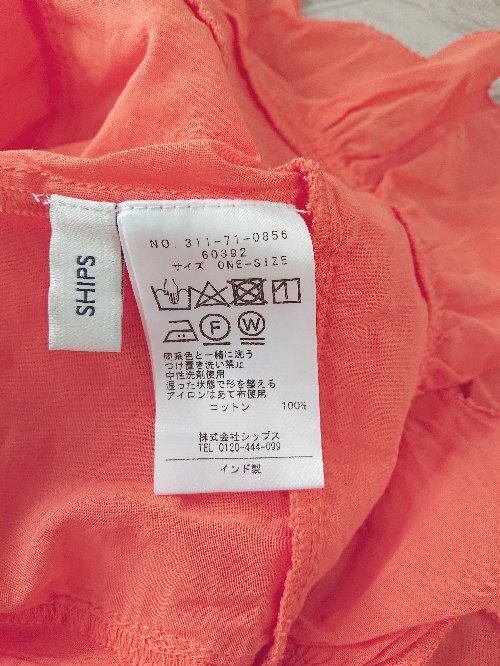 SHIPS
NO. 311-71-0856
60392
サイズ ONE-SIZE
F W
同系色と一緒に洗う
つけ置き洗い禁止
中性洗剤使用
湿った状態で形を整える
アイロンはあて布使用
コットン 100%
株式会社シップス
TEL 0120-444-099
インド製